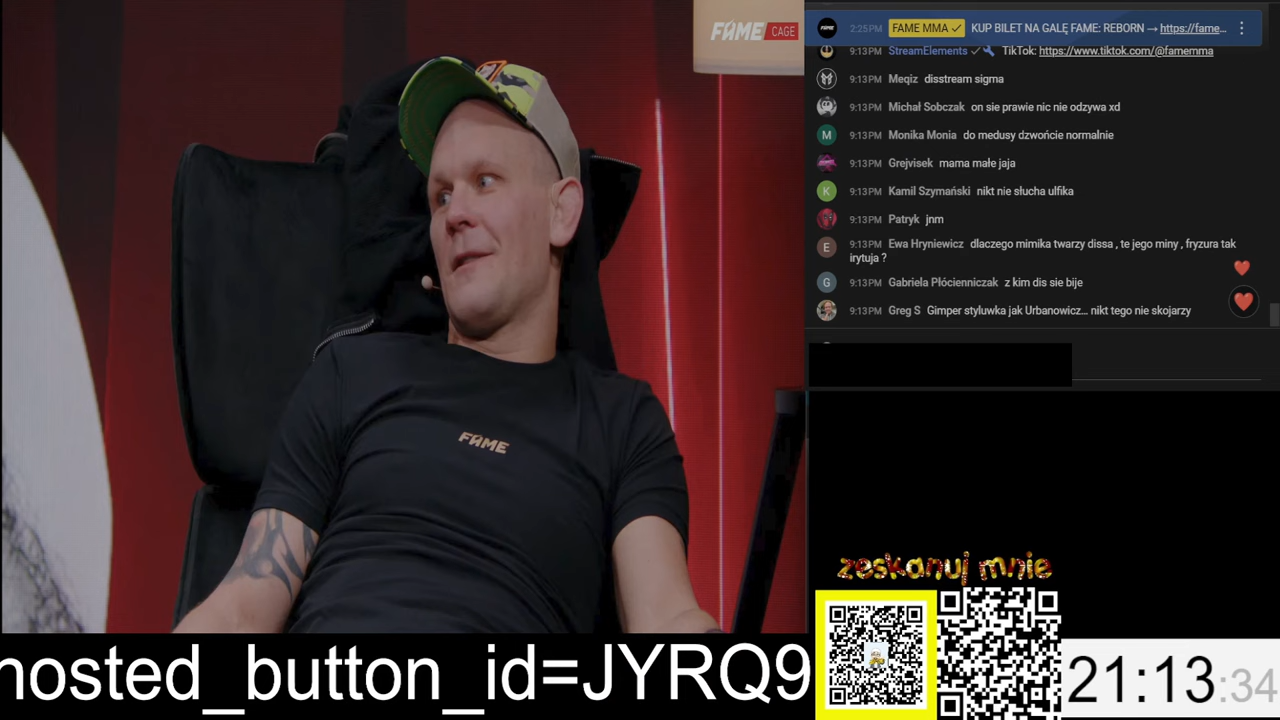 FAME CAGE
2:25PM FAME MMA KUP BILET NA GALĘ FAME: REBORN → https://fame...
9:13PM StreamElements TikTok: https://www.tiktok.com/@famemma
9:13PM Meqiz disstream sigma
9:13PM Michał Sobczak on sie prawie nic nie odzywa xd
M 9:13PM Monika Monia do medusy dzwońcie normalnie
9:13PM Grejvisek mama małe jaja
K 9:13PM Kamil Szymański nikt nie słucha ulfika
9:13PM Patryk jnm
E 9:13PM Ewa Hryniewicz dlaczego mimika twarzy dissa , te jego miny , fryzura tak
irytuja ?
G 9:13PM Gabriela Płócienniczak z kim dis sie bije
9:13PM Greg S Gimper styluwka jak Urbanowicz... nikt tego nie skojarzy
FAME
zeskanuj mnie
hosted_button_id=JYRQ9
21:13:34